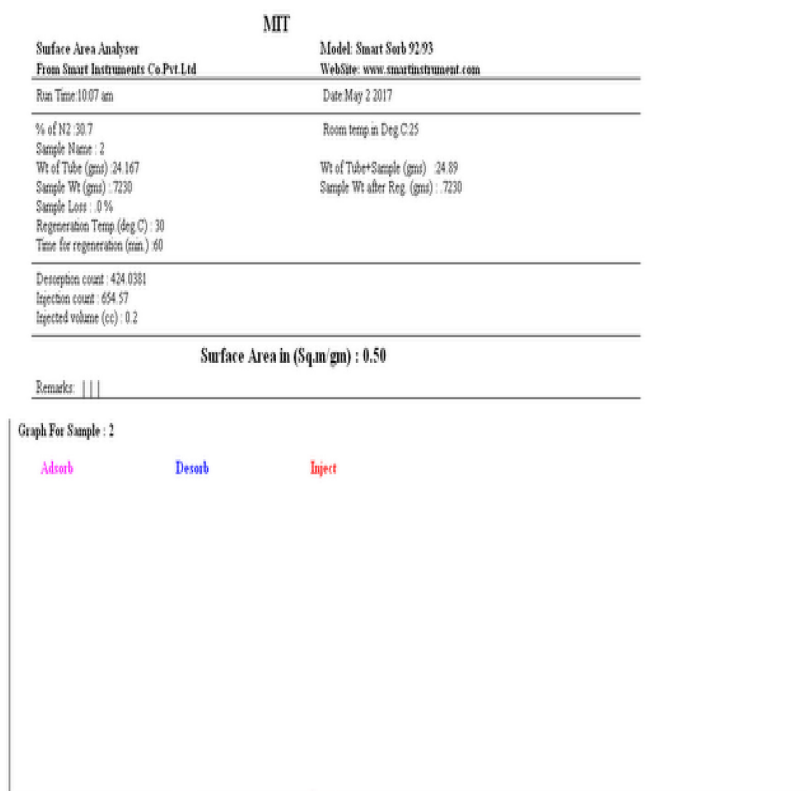 MIT
Surface Area Analyser Model: Smart Sorb 92/93
From Smart Instruments Co.Pvt.Ltd WebSite: www.smartinstrument.com
Run Time:10:07 am Date:May 2 2017
% of N2 :30.7 Room temp.in Deg C:25
Sample Name : 2
Wt of Tube (gms) :24.167 Wt of Tube+Sample (gms) :24.89
Sample Wt (gms) : .7230 Sample Wt after Reg. (gms) : .7230
Sample Loss : .0 %
Regeneration Temp.(deg C) : 30
Time for regeneration (min.) :60
Desorption count : 424.0381
Injection count : 654.57
Injected volume (cc) : 0.2
Surface Area in (Sq.m/gm) : 0.50
Remarks: | | |
Graph For Sample : 2
Adsorb Desorb Inject